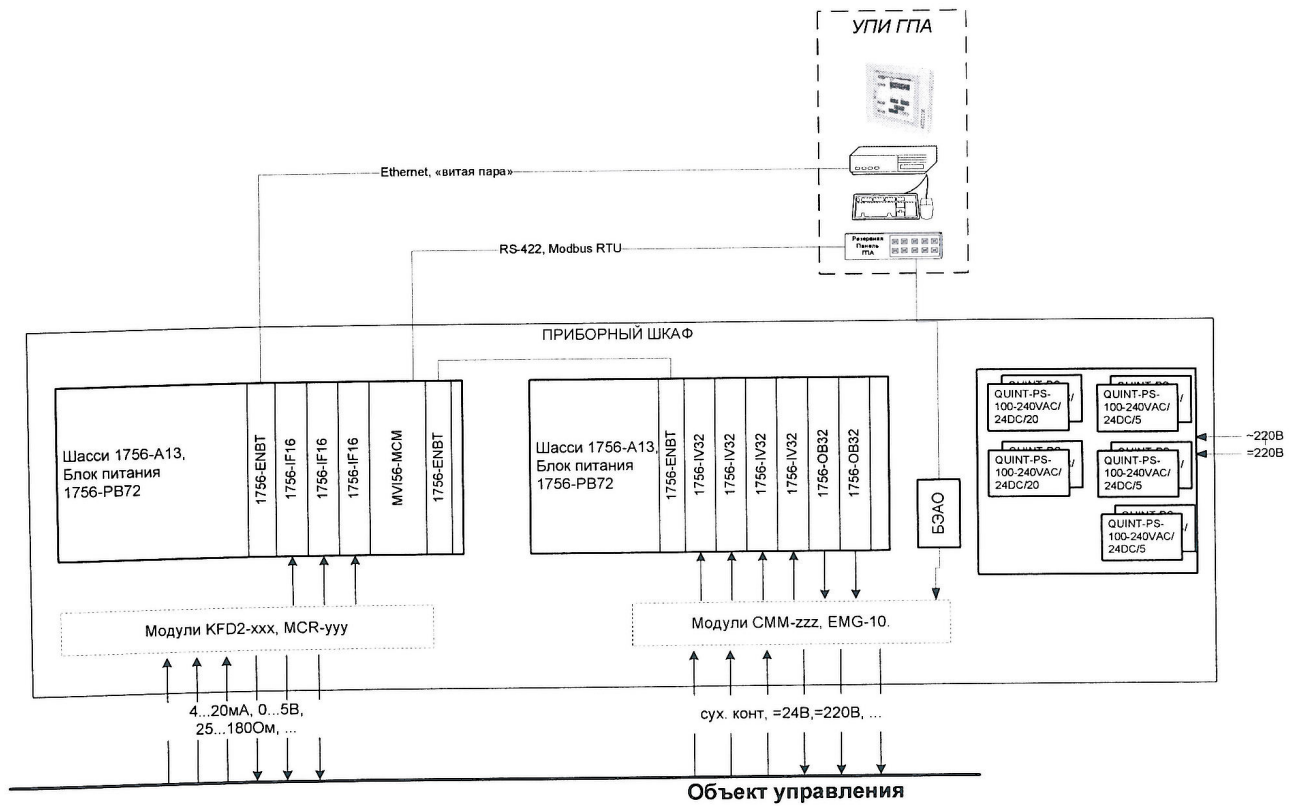 УПИ ГПА
Ethernet, «витая пара»
RS-422, Modbus RTU
Резервная
Панель
ГПА
ПРИБОРНЫЙ ШКАФ
Шасси 1756-А13,
Блок питания
1756-PB72
1756-ENBT
1756-IF16
1756-IF16
1756-IF16
MVI56-MCM
1756-ENBT
Шасси 1756-А13,
Блок питания
1756-PB72
1756-ENBT
1756-IV32
1756-IV32
1756-IV32
1756-IV32
1756-OB32
1756-OB32
БЭАО
QUINT-PS-
100-240VAC/
24DC/20
QUINT-PS-
100-240VAC/
24DC/5
QUINT-PS-
100-240VAC/
24DC/20
QUINT-PS-
100-240VAC/
24DC/5
QUINT-PS-
100-240VAC/
24DC/5
~220В
=220В
Модули KFD2-xxx, MCR-yyy
Модули CMM-zzz, EMG-10.
4...20мА, 0...5В,
25...180Ом, ...
сух. конт, =24В,=220В, ...
Объект управления